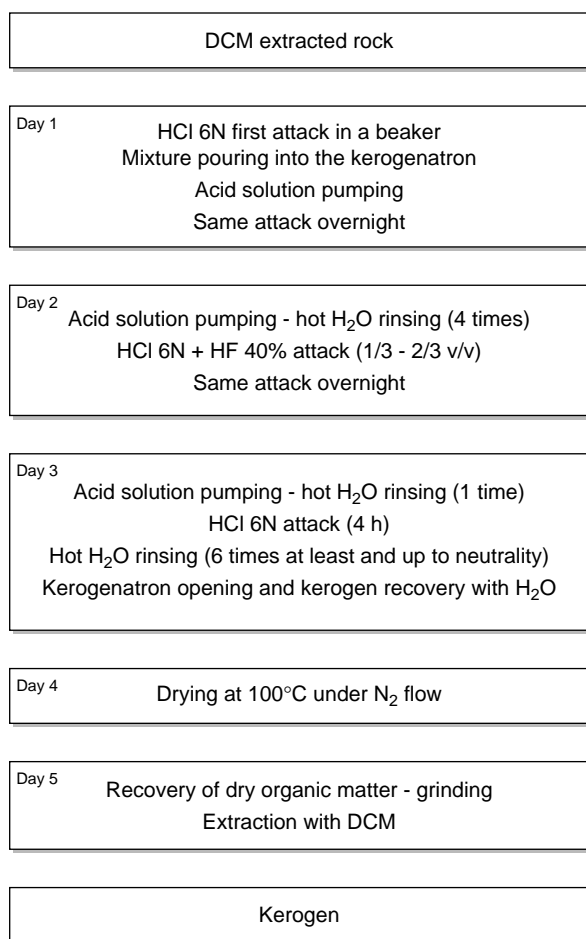 DCM extracted rock
Day 1
HCl 6N first attack in a beaker
Mixture pouring into the kerogenatron
Acid solution pumping
Same attack overnight
Day 2
Acid solution pumping - hot H₂O rinsing (4 times)
HCl 6N + HF 40% attack (1/3 - 2/3 v/v)
Same attack overnight
Day 3
Acid solution pumping - hot H₂O rinsing (1 time)
HCl 6N attack (4 h)
Hot H₂O rinsing (6 times at least and up to neutrality)
Kerogenatron opening and kerogen recovery with H₂O
Day 4
Drying at 100°C under N₂ flow
Day 5
Recovery of dry organic matter - grinding
Extraction with DCM
Kerogen